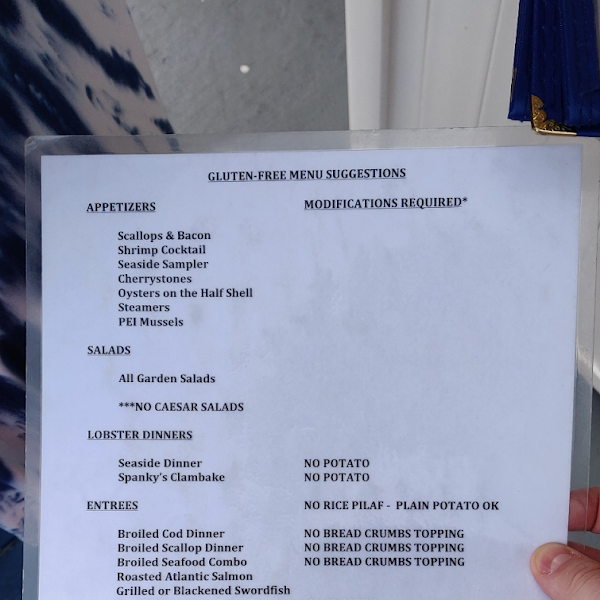 GLUTEN-FREE MENU SUGGESTIONS
APPETIZERS MODIFICATIONS REQUIRED*
Scallops & Bacon
Shrimp Cocktail
Seaside Sampler
Cherrystones
Oysters on the Half Shell
Steamers
PEI Mussels
SALADS
All Garden Salads
***NO CAESAR SALADS
LOBSTER DINNERS
Seaside Dinner NO POTATO
Spanky's Clambake NO POTATO
ENTREES NO RICE PILAF - PLAIN POTATO OK
Broiled Cod Dinner NO BREAD CRUMBS TOPPING
Broiled Scallop Dinner NO BREAD CRUMBS TOPPING
Broiled Seafood Combo NO BREAD CRUMBS TOPPING
Roasted Atlantic Salmon
Grilled or Blackened Swordfish